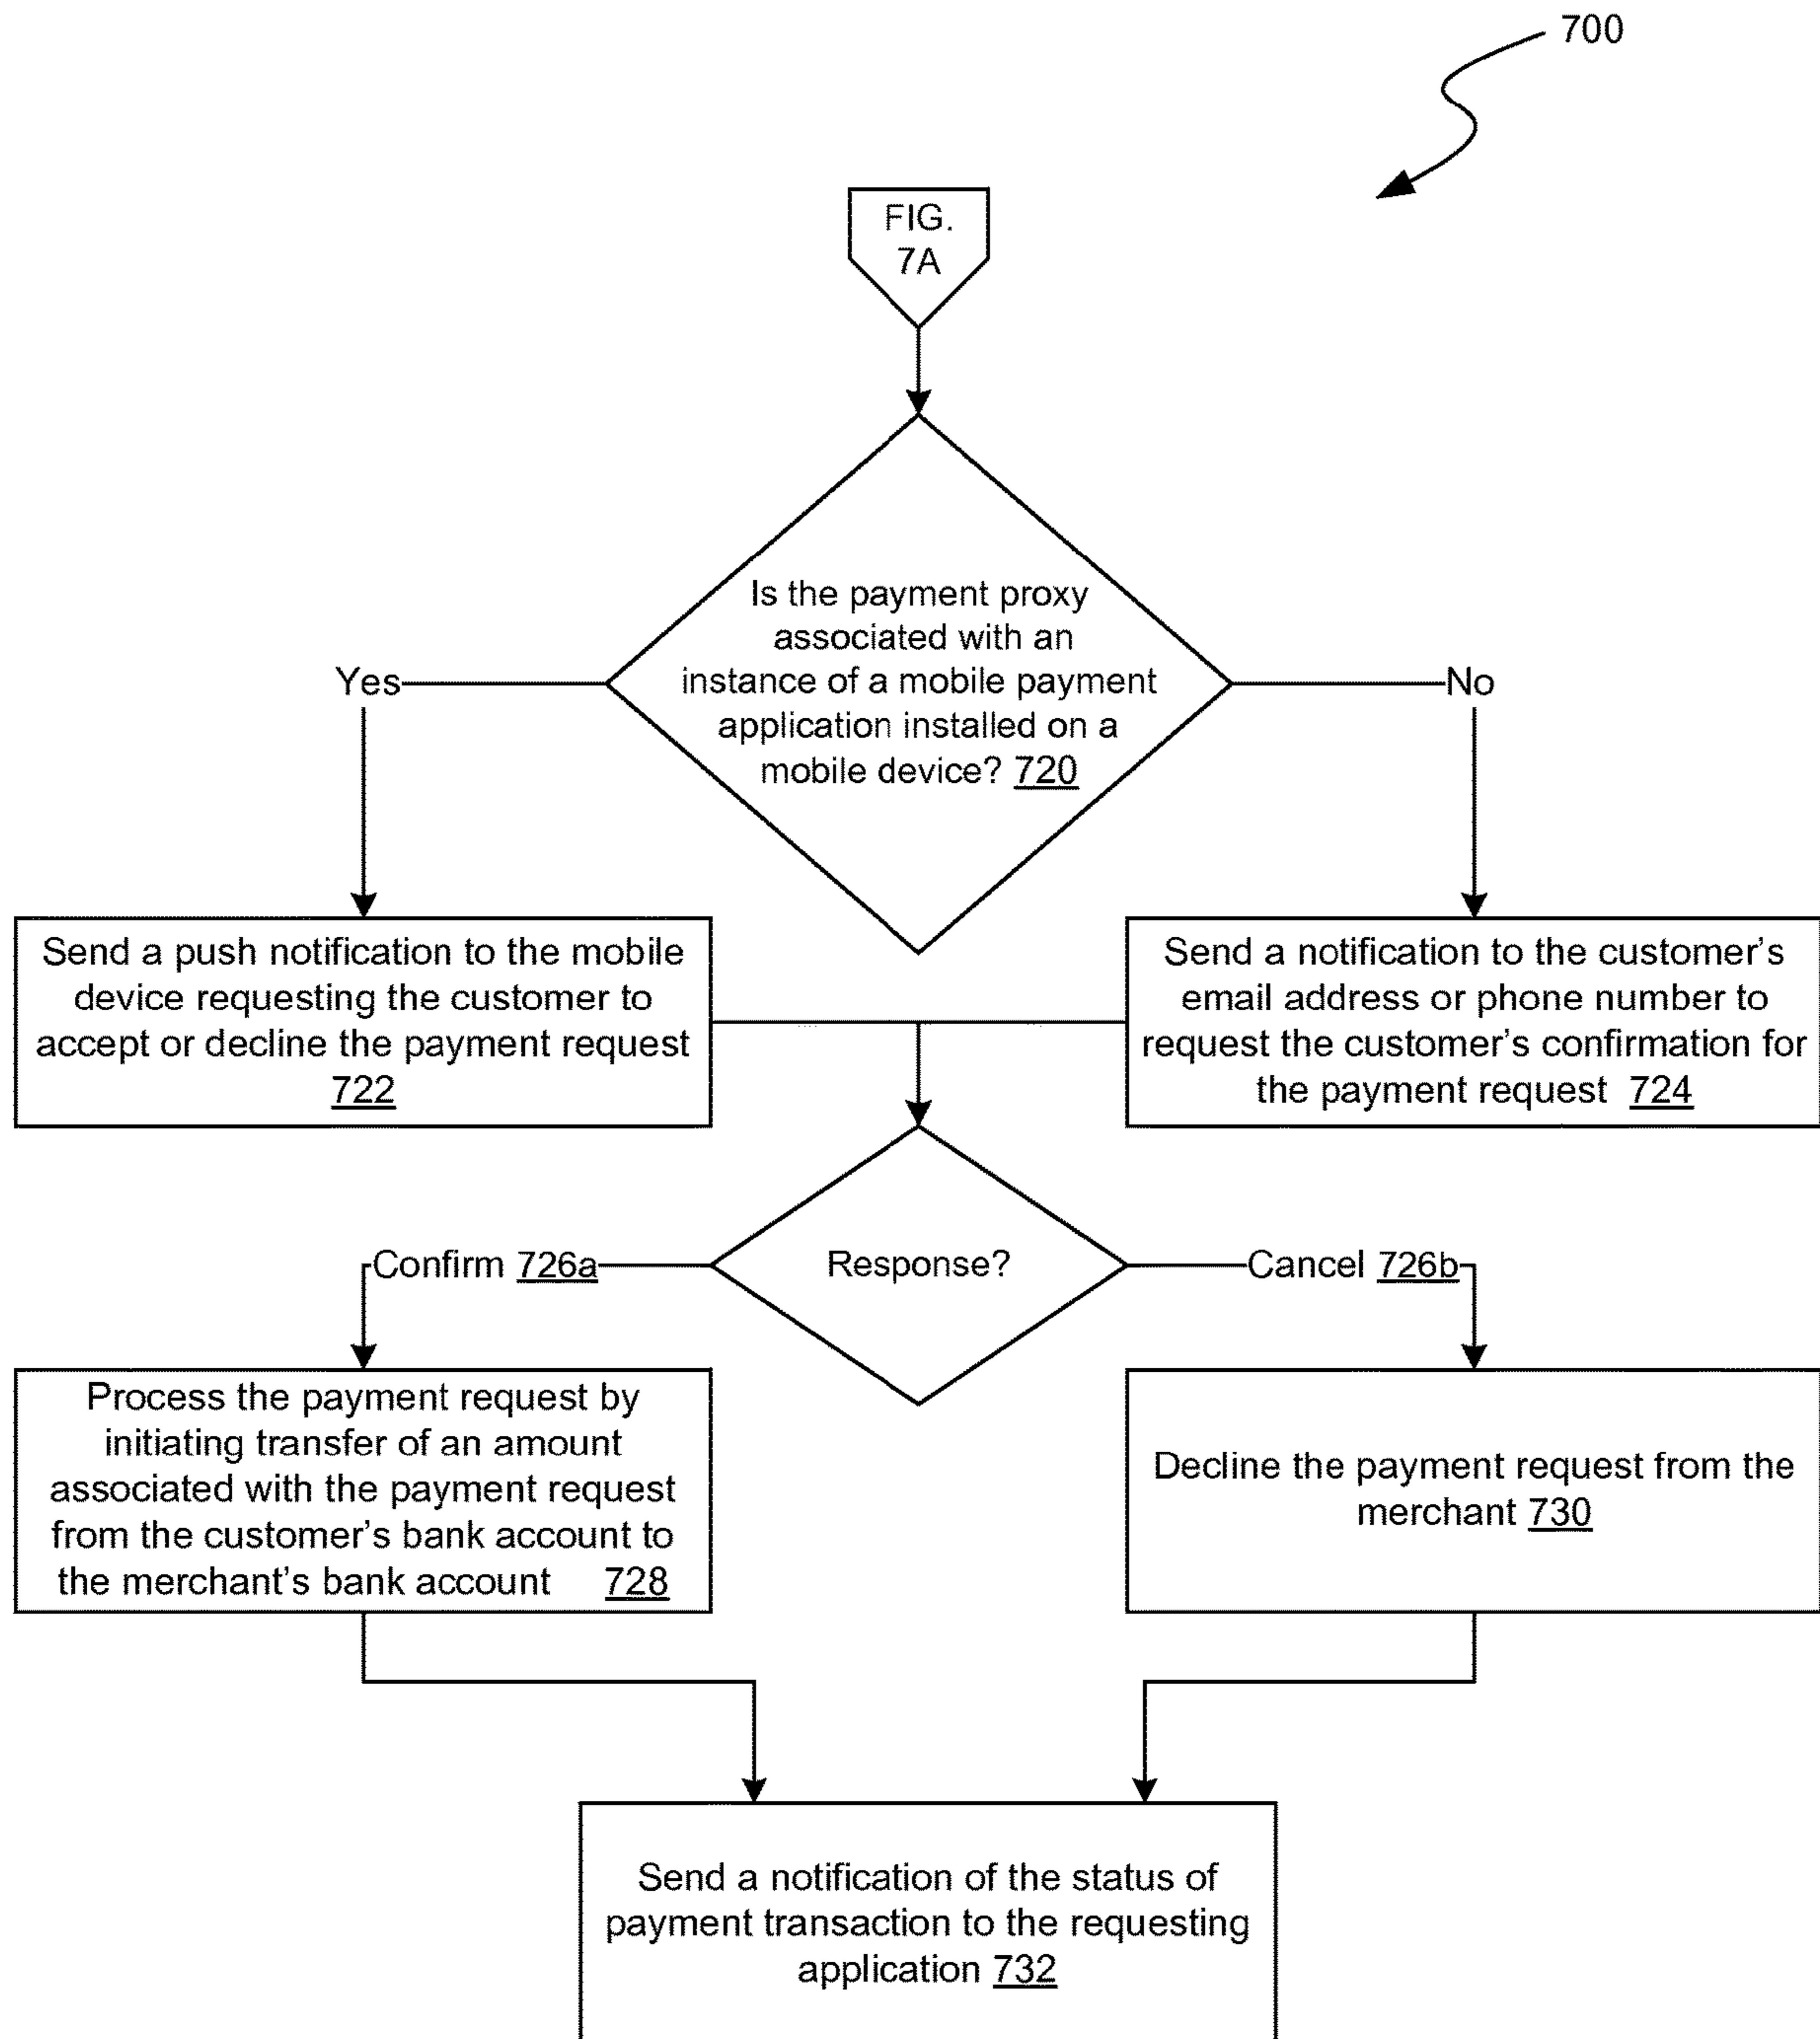 700
FIG.
7A
Is the payment proxy
associated with an
instance of a mobile payment
application installed on a
mobile device? 720
Yes
No
Send a push notification to the mobile
device requesting the customer to
accept or decline the payment request
722
Send a notification to the customer's
email address or phone number to
request the customer's confirmation for
the payment request 724
Response?
Confirm 726a
Cancel 726b
Process the payment request by
initiating transfer of an amount
associated with the payment request
from the customer's bank account to
the merchant's bank account 728
Decline the payment request from the
merchant 730
Send a notification of the status of
payment transaction to the requesting
application 732